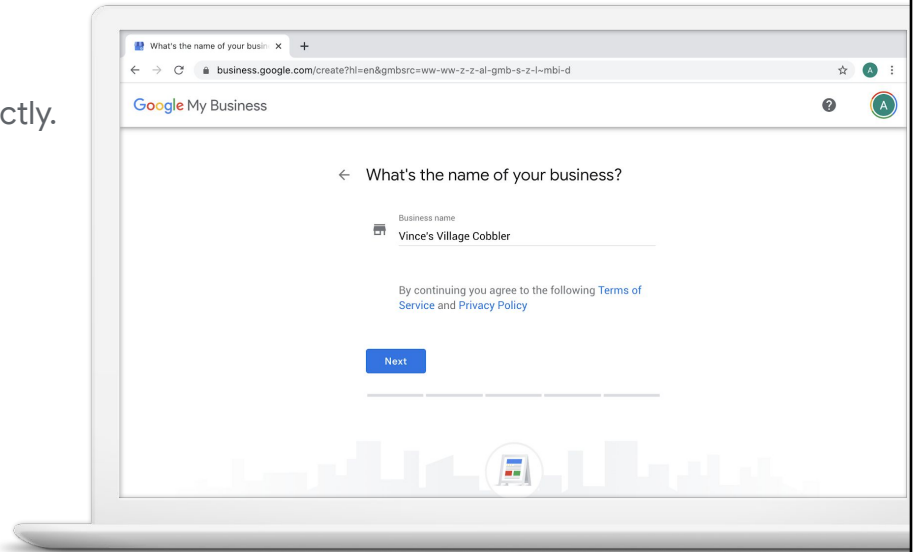 ctly.
What's the name of your busin
business.google.com/create?hl=en&gmbsrc=ww-ww-z-z-al-gmb-s-z-l~mbi-d
A
Google My Business
?
A
What's the name of your business?
Business name
Vince's Village Cobbler
By continuing you agree to the following Terms of
Service and Privacy Policy
Next